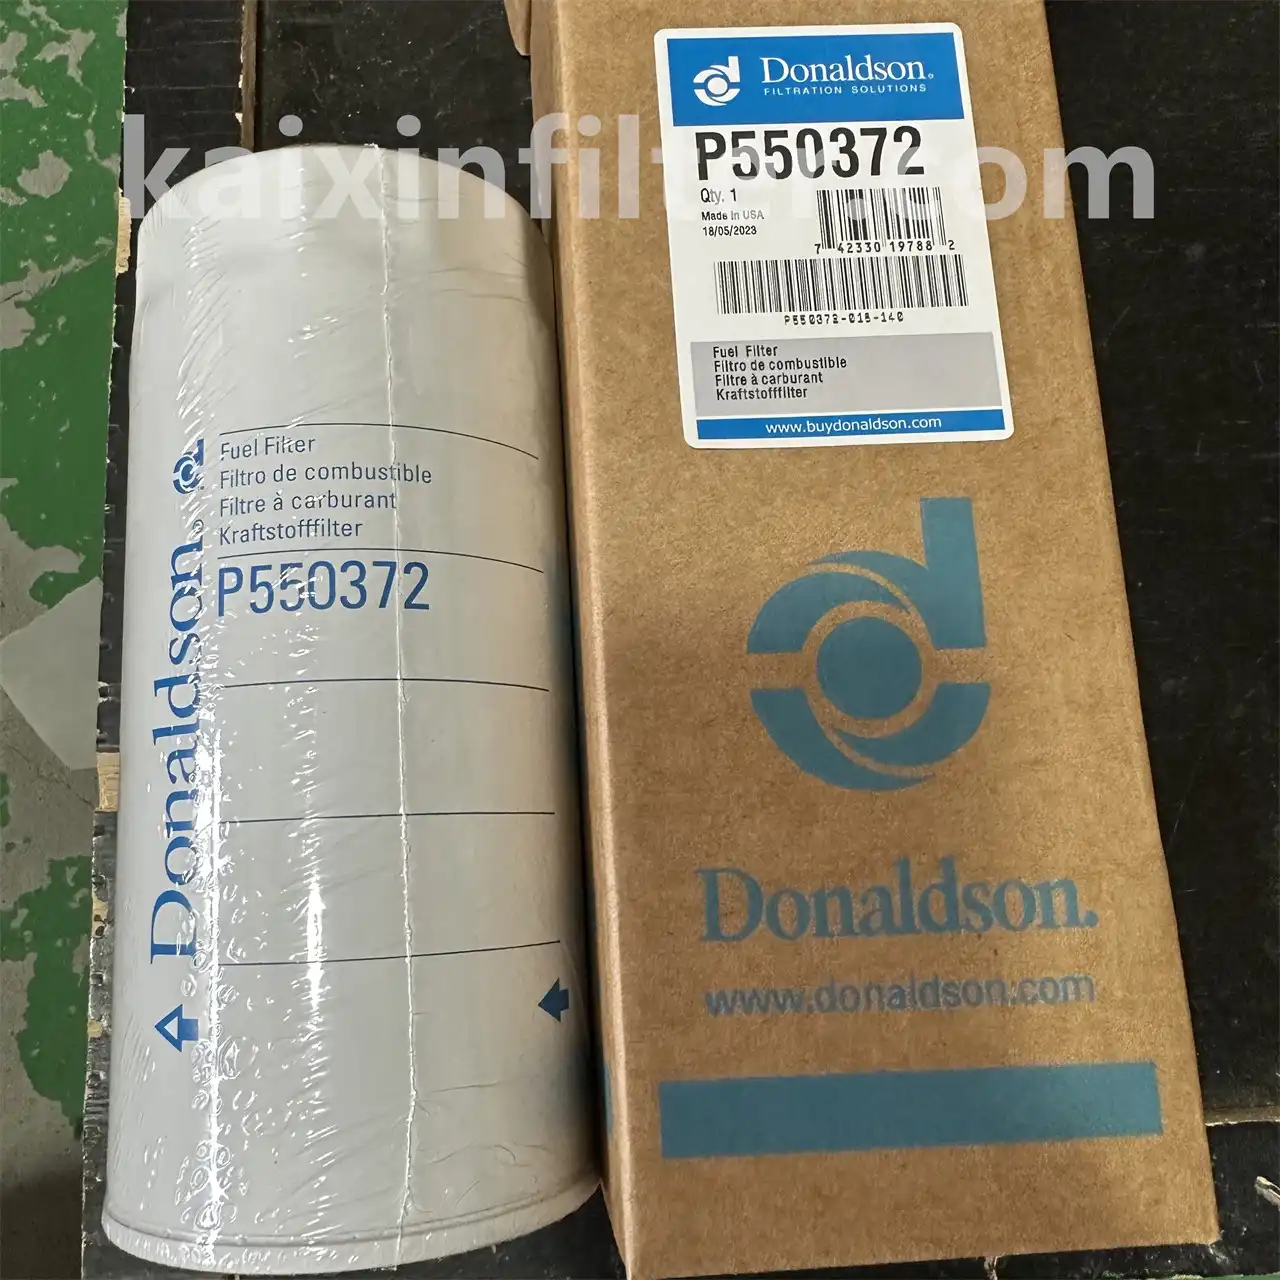 kaixinfilter.com
Donaldson®
FILTRATION SOLUTIONS
P550372
Qty. 1
Made in USA
18/05/2023
7 42330 19788 2
P550372-016-140
Fuel Filter
Filtro de combustible
Filtre à carburant
Kraftstofffilter
www.buydonaldson.com
Donaldson.
www.donaldson.com
Donaldson®
Fuel Filter
Filtro de combustible
Filtre à carburant
Kraftstofffilter
P550372